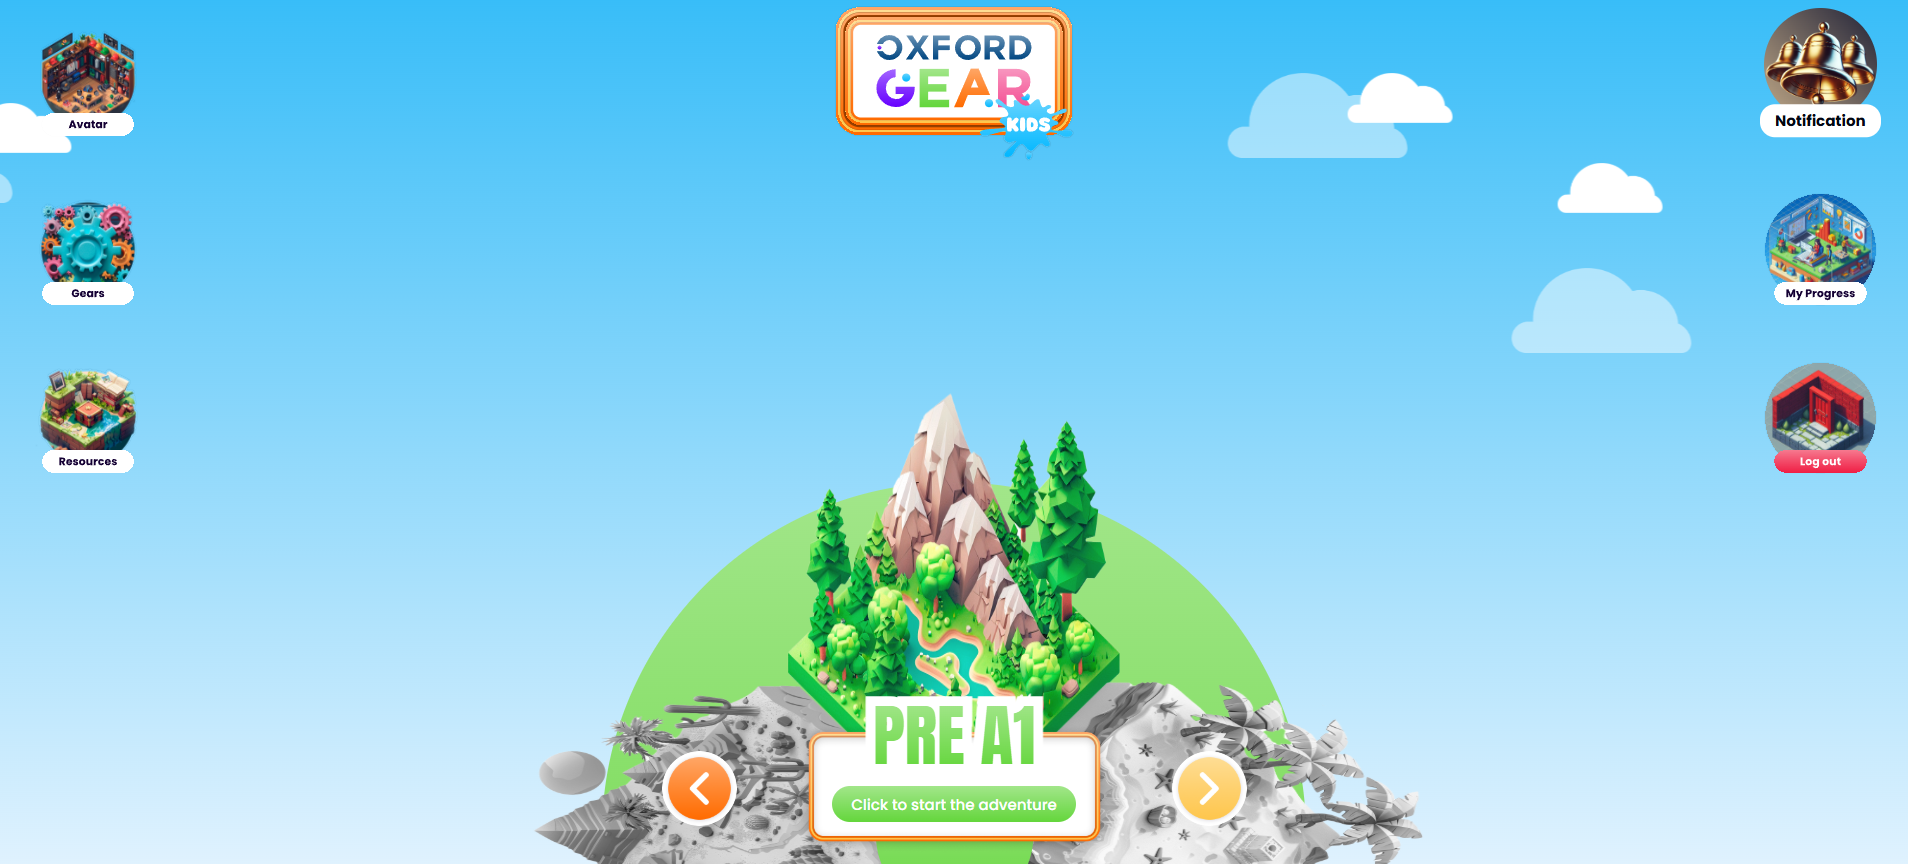 OXFORD
GEAR
KIDS
Avatar
Notification
Gears
My Progress
Resources
Log out
PRE A1
Click to start the adventure